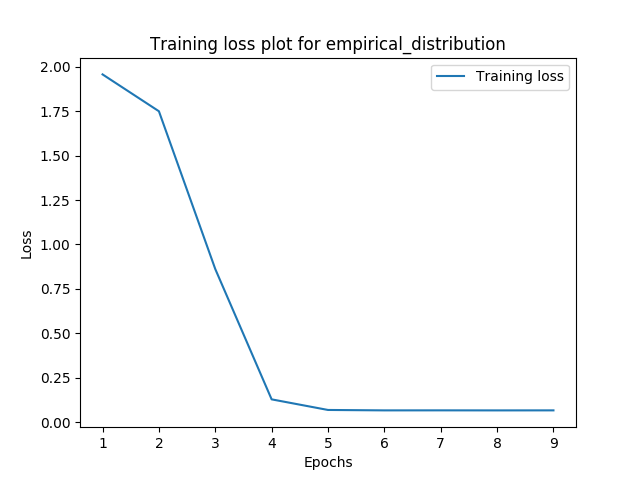 Training loss plot for empirical_distribution
Training loss
2.00
1.75
1.50
1.25
1.00
0.75
0.50
0.25
0.00
Loss
1 2 3 4 5 6 7 8 9
Epochs